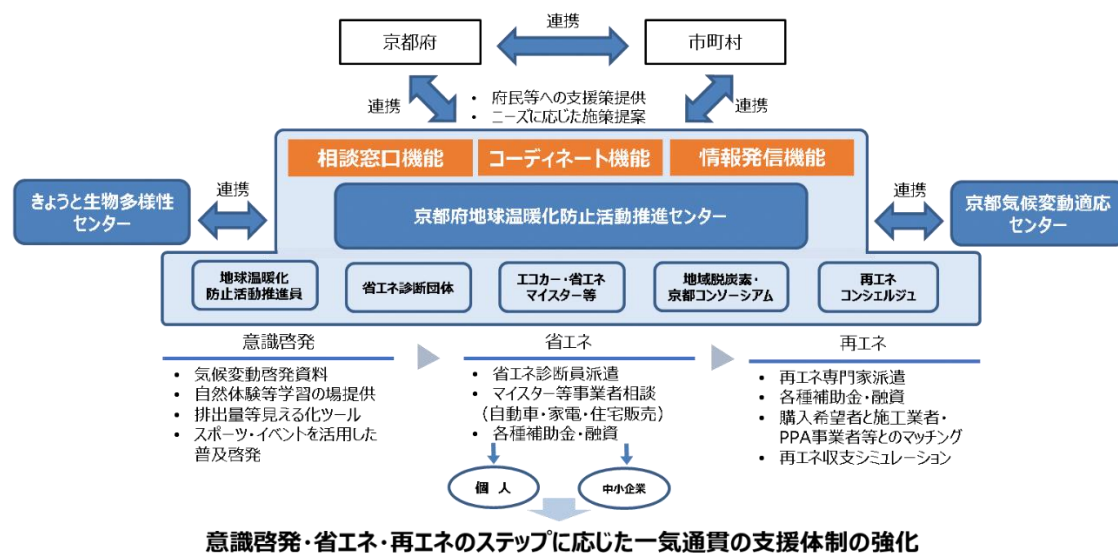 連携
京都府
市町村
連携
・ 府民等への支援策提供
・ ニーズに応じた施策提案
連携
相談窓口機能
コーディネート機能
情報発信機能
きょうと生物多様性
センター
連携
京都府地球温暖化防止活動推進センター
連携
京都気候変動適応
センター
地球温暖化
防止活動推進員
省エネ診断団体
エコカー・省エネ
マイスター等
地域脱炭素・
京都コンソーシアム
再エネ
コンシェルジュ
意識啓発
• 気候変動啓発資料
• 自然体験等学習の場提供
• 排出量等見える化ツール
• スポーツ・イベントを活用した
普及啓発
省エネ
• 省エネ診断員派遣
• マイスター等事業者相談
（自動車・家電・住宅販売）
• 各種補助金・融資
再エネ
• 再エネ専門家派遣
• 各種補助金・融資
• 購入希望者と施工業者・
PPA事業者等とのマッチング
• 再エネ収支シミュレーション
個 人
中小企業
意識啓発・省エネ・再エネのステップに応じた一気通貫の支援体制の強化